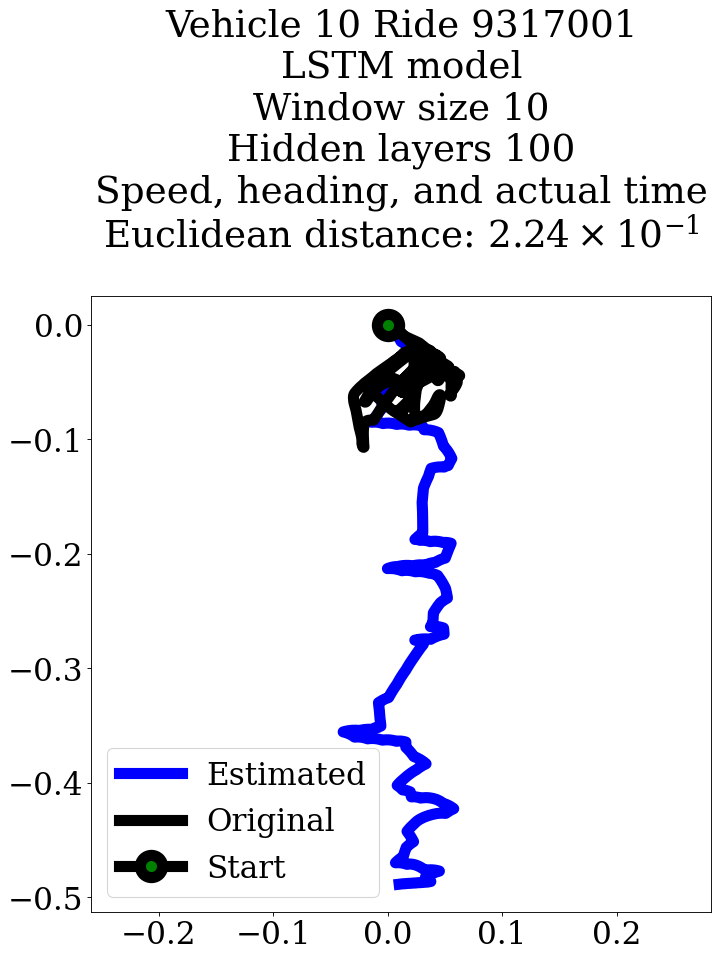 Vehicle 10 Ride 9317001
LSTM model
Window size 10
Hidden layers 100
Speed, heading, and actual time
Euclidean distance: 2.24 × 10⁻¹
0.0
−0.1
−0.2
−0.3
−0.4
−0.5
Estimated
Original
Start
−0.2 −0.1 0.0 0.1 0.2